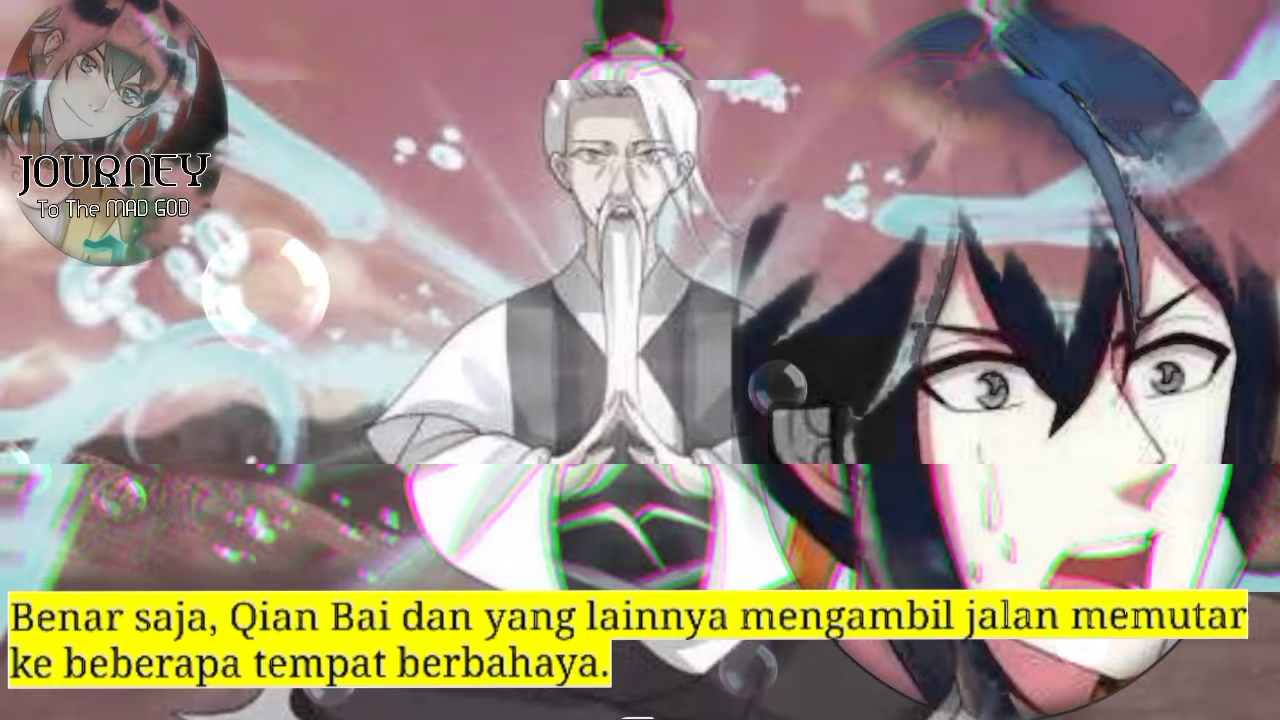 JOURNEY
To The MAD GOD
Benar saja, Qian Bai dan yang lainnya mengambil jalan memutar
ke beberapa tempat berbahaya.